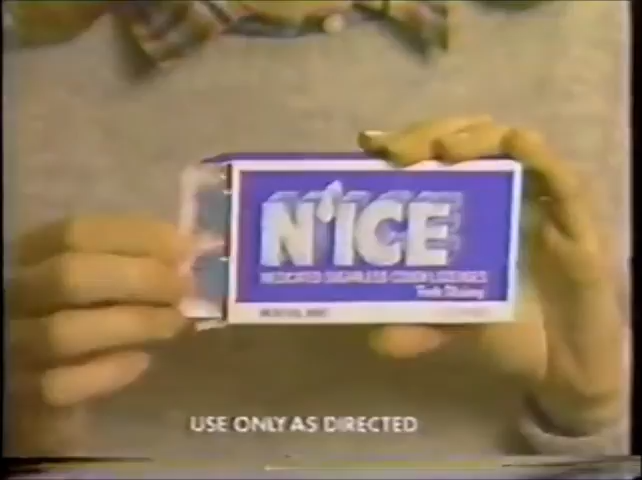 N'ICE
MEDICATED SUGARLESS COUGH LOZENGES
USE ONLY AS DIRECTED